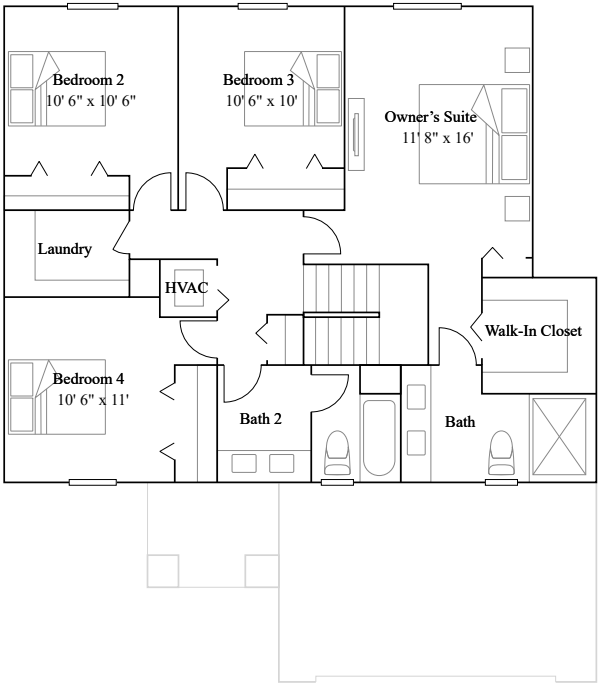 Bedroom 2
10' 6" x 10' 6"
Bedroom 3
10' 6" x 10'
Owner’s Suite
11' 8" x 16'
Laundry
HVAC
Walk-In Closet
Bedroom 4
10' 6" x 11'
Bath 2
Bath